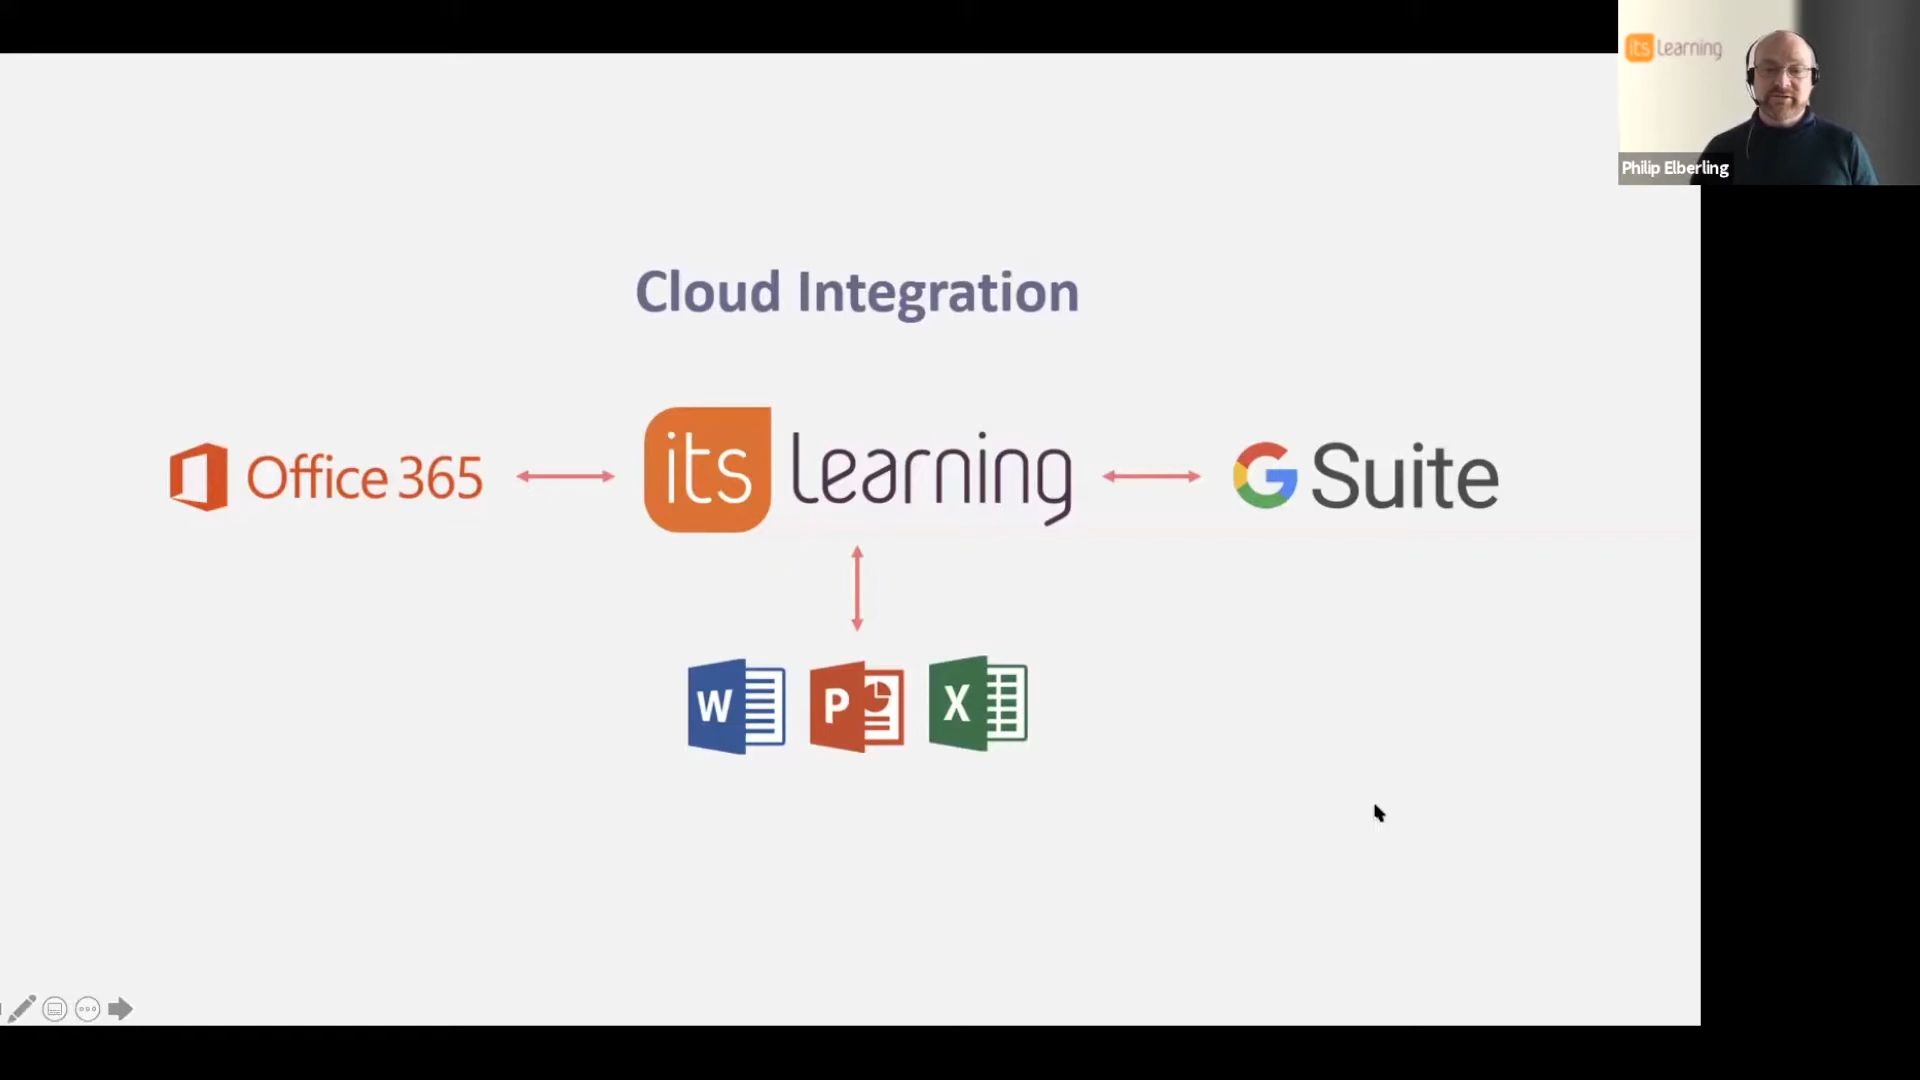 its Learning
Philip Elberling
Cloud Integration
Office 365
its Learning
G Suite
W
P
X